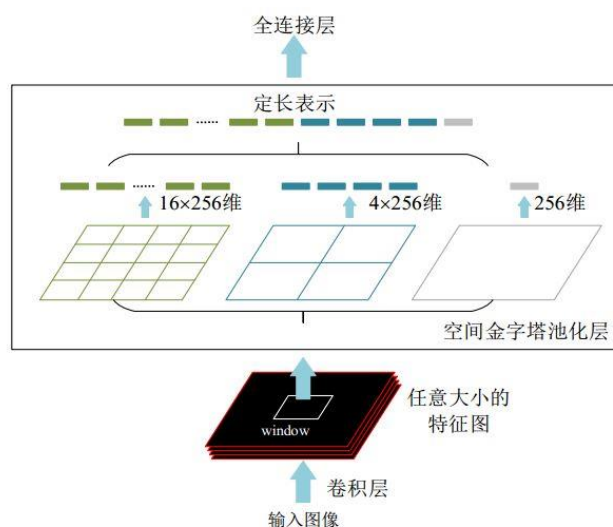 全连接层
定长表示
......
......
16×256维
4×256维
256维
空间金字塔池化层
任意大小的
特征图
window
卷积层
输入图像